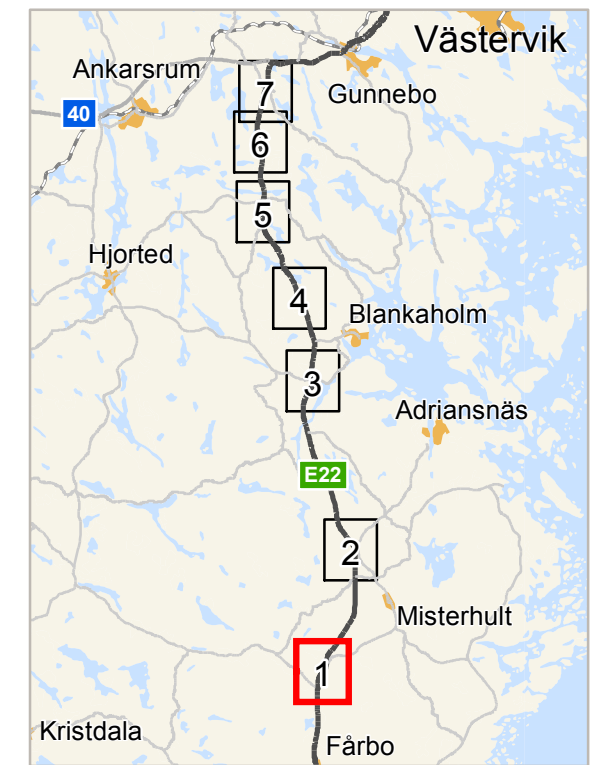 Västervik
Ankarsrum
7
Gunnebo
40
6
5
Hjorted
4
Blankaholm
3
Adriansnäs
E22
2
Misterhult
1
Kristdala
Fårbo